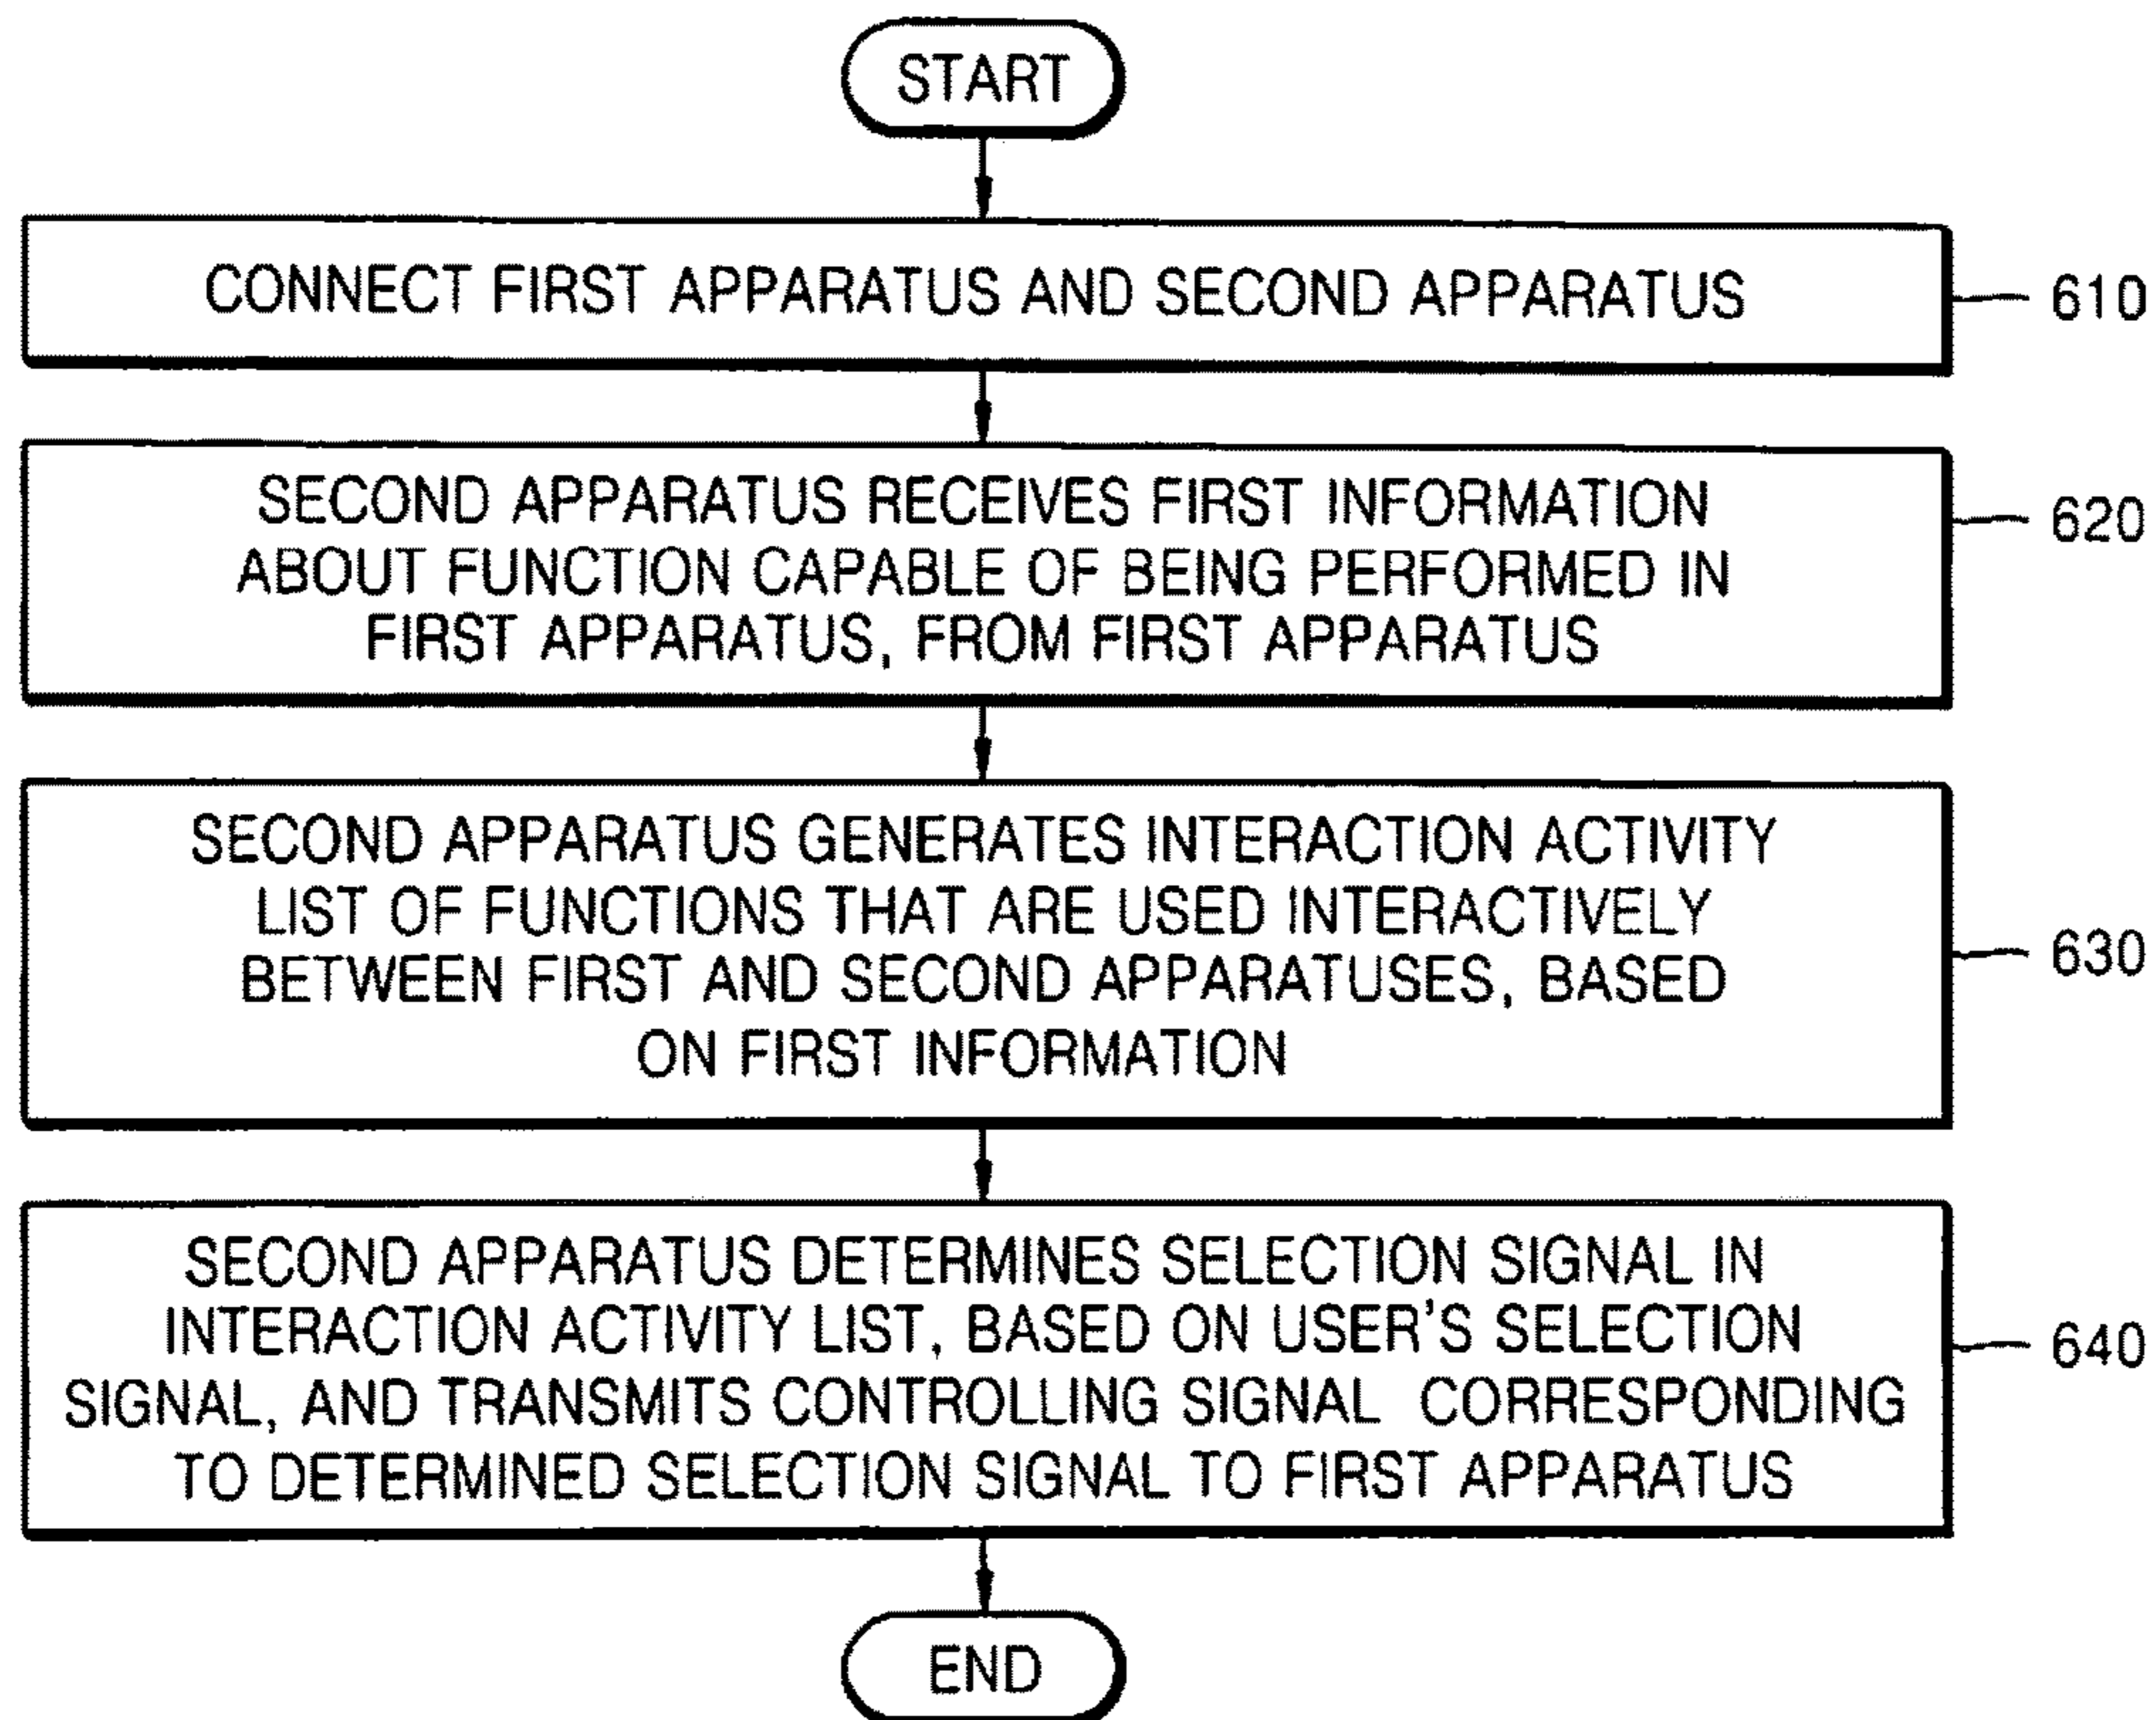 START
CONNECT FIRST APPARATUS AND SECOND APPARATUS
610
SECOND APPARATUS RECEIVES FIRST INFORMATION
ABOUT FUNCTION CAPABLE OF BEING PERFORMED IN
FIRST APPARATUS, FROM FIRST APPARATUS
620
SECOND APPARATUS GENERATES INTERACTION ACTIVITY
LIST OF FUNCTIONS THAT ARE USED INTERACTIVELY
BETWEEN FIRST AND SECOND APPARATUSES, BASED
ON FIRST INFORMATION
630
SECOND APPARATUS DETERMINES SELECTION SIGNAL IN
INTERACTION ACTIVITY LIST, BASED ON USER'S SELECTION
SIGNAL, AND TRANSMITS CONTROLLING SIGNAL CORRESPONDING
TO DETERMINED SELECTION SIGNAL TO FIRST APPARATUS
640
END